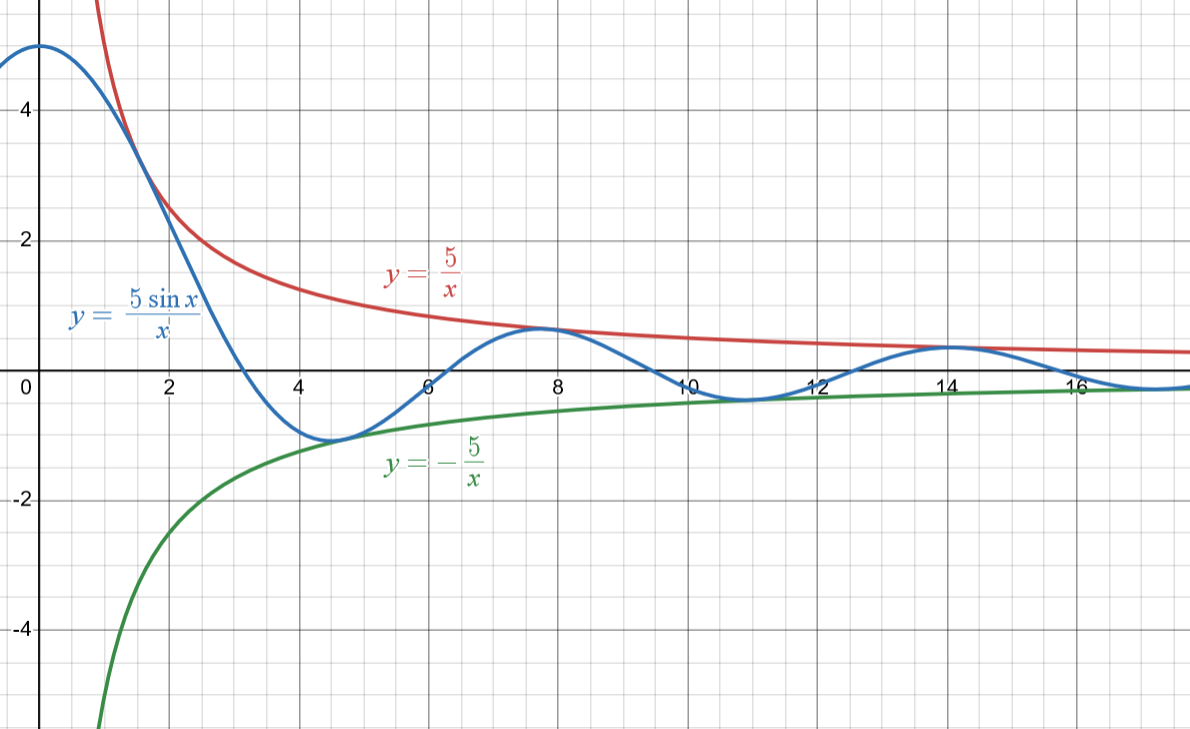 4
2
y = 5/x
y = 5 sin x/x
0 2 4 6 8 10 12 14 16
y = − 5/x
-2
-4